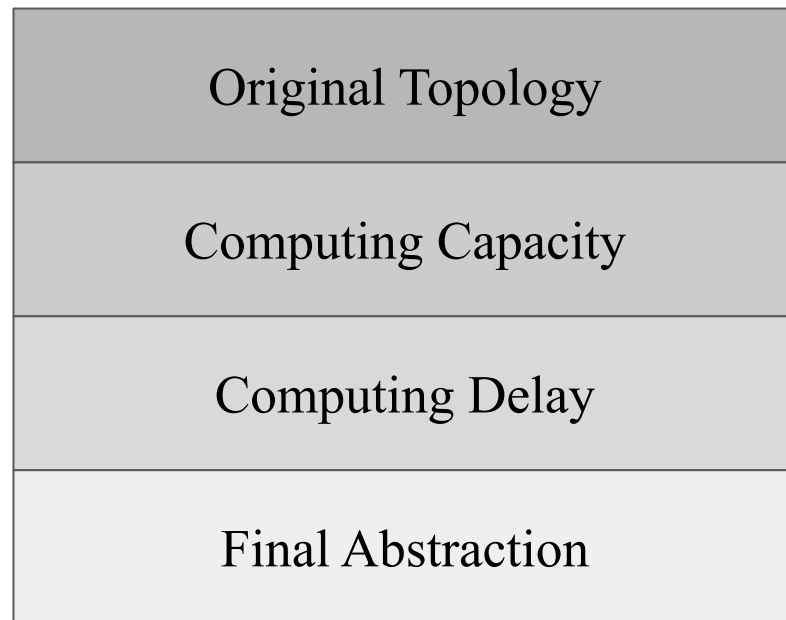 Original Topology
Computing Capacity
Computing Delay
Final Abstraction